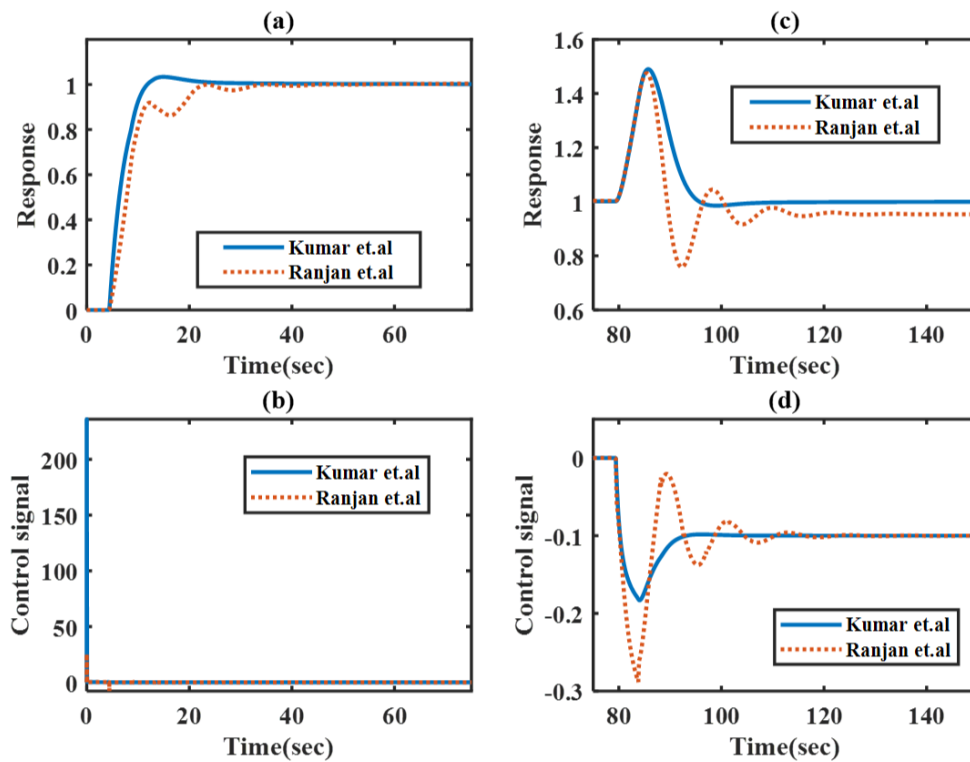 (a)
1
0.8
0.6
0.4
0.2
0
Response
Kumar et.al
Ranjan et.al
0 20 40 60
Time(sec)
(c)
1.6
1.4
1.2
1
0.8
0.6
Response
Kumar et.al
Ranjan et.al
80 100 120 140
Time(sec)
(b)
200
150
100
50
0
Control signal
Kumar et.al
Ranjan et.al
0 20 40 60
Time(sec)
(d)
0
-0.1
-0.2
-0.3
Control signal
Kumar et.al
Ranjan et.al
80 100 120 140
Time(sec)